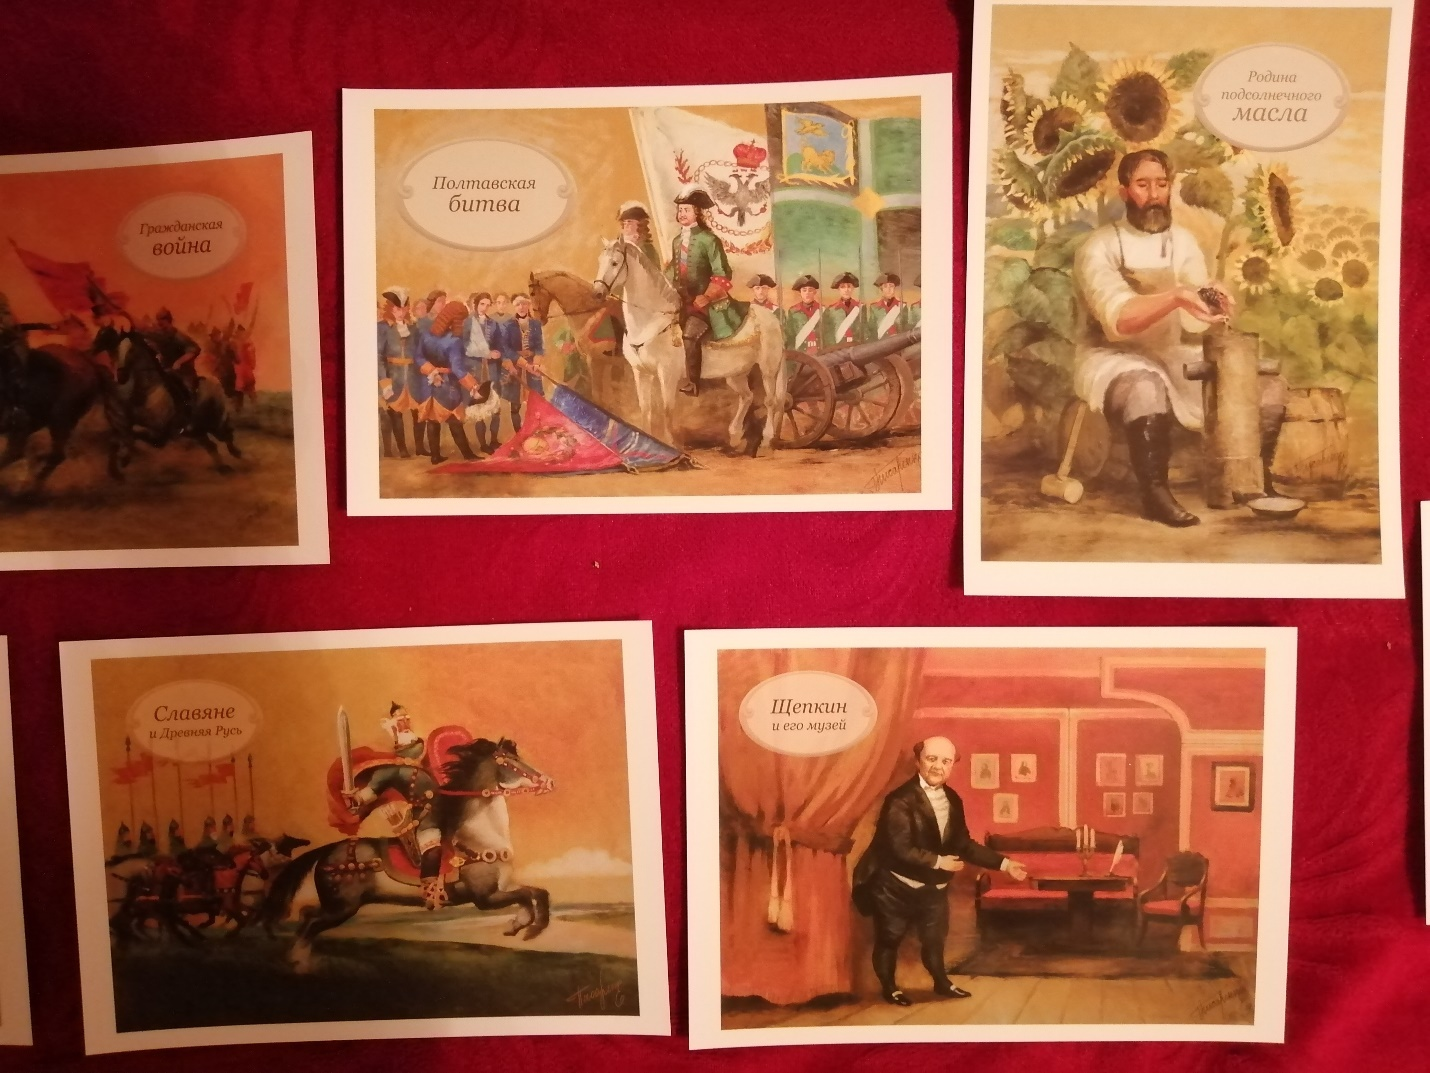 Гражданская
война
Полтавская
битва
Родина
подсолнечного
масла
Славяне
и Древняя Русь
Щепкин
и его музей